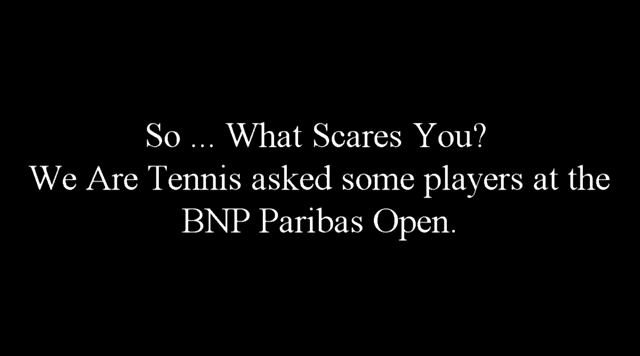 So ... What Scares You?
We Are Tennis asked some players at the
BNP Paribas Open.